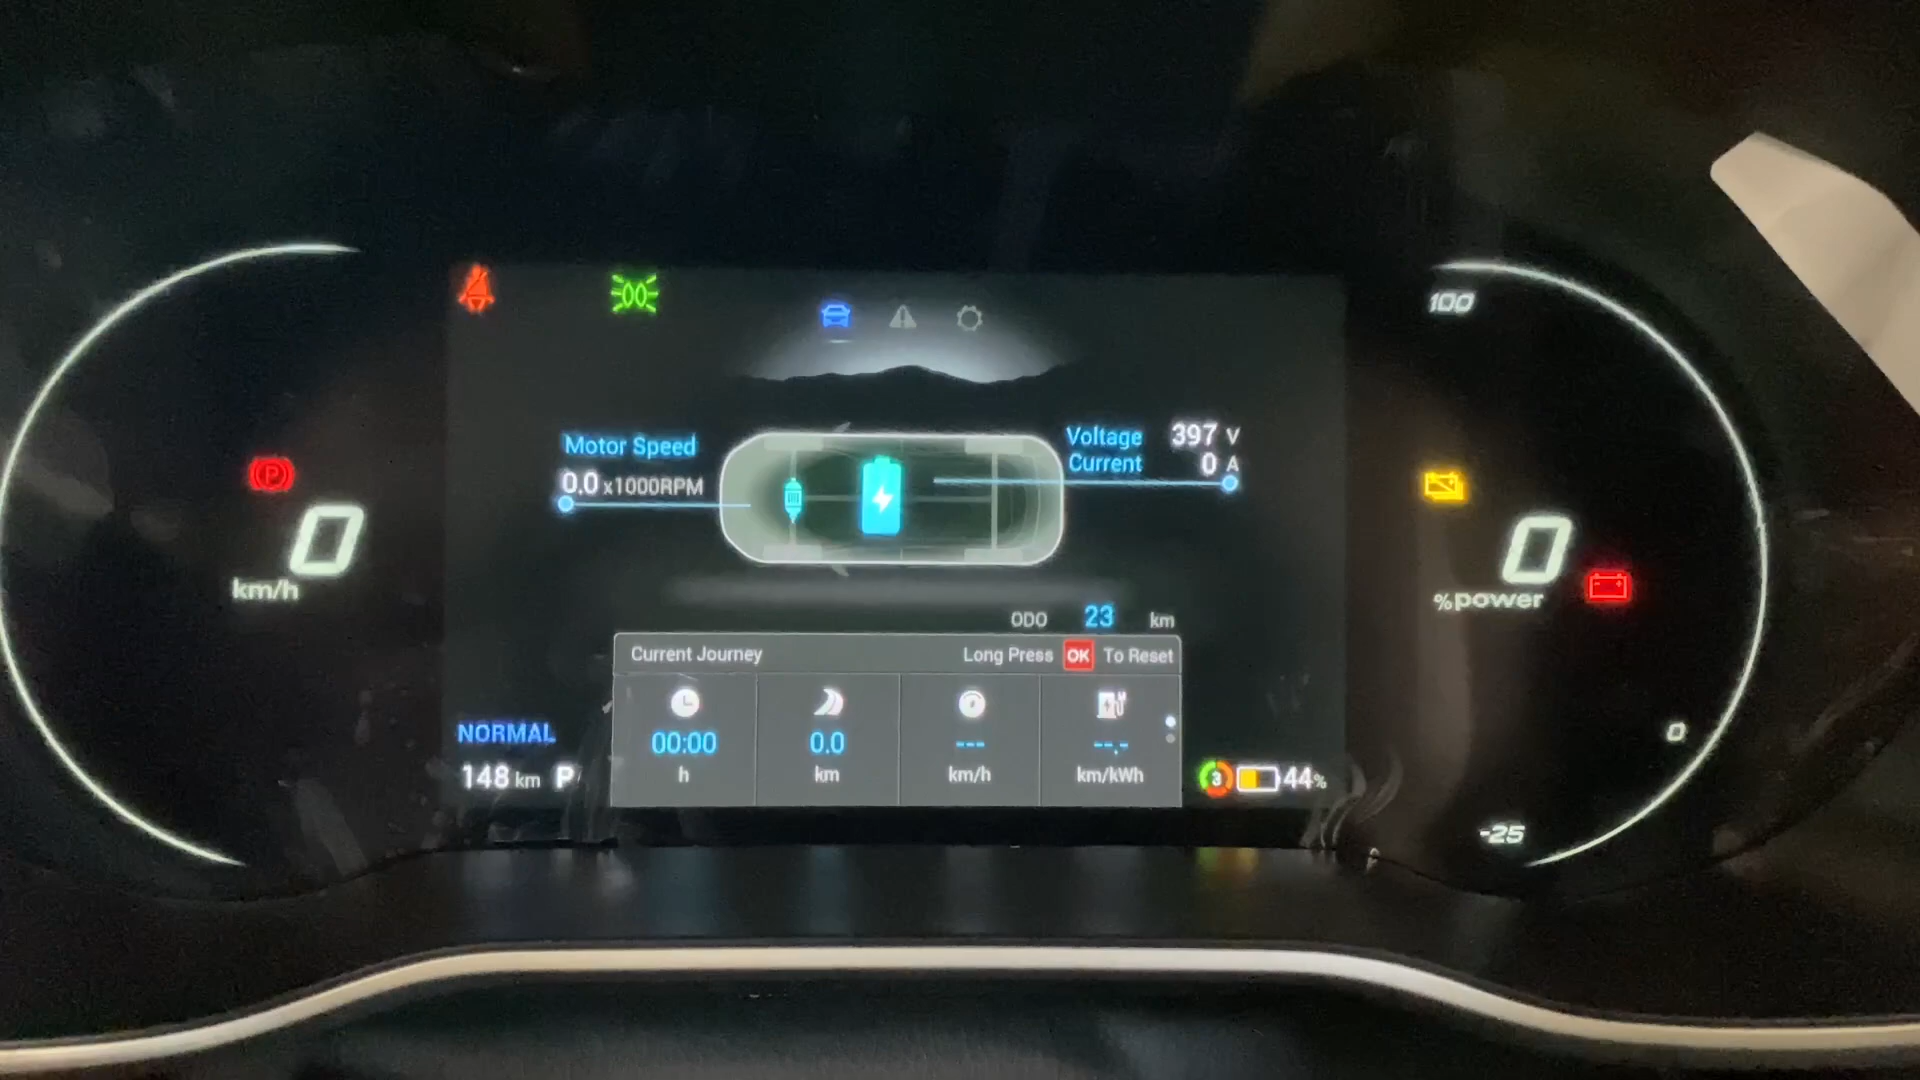 100
Motor Speed
0.0 x1000RPM
Voltage 397 V
Current 0 A
P
0
km/h
0
%power
ODO 23 km
Current Journey
Long Press OK To Reset
00:00
h
0.0
km
---
km/h
--.-
km/kWh
NORMAL
148 km P
3
44%
0
-25